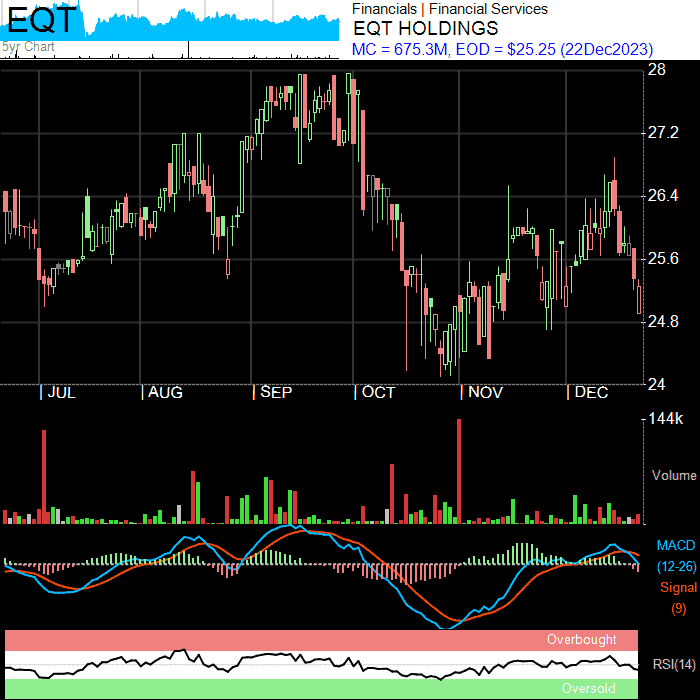 EQT
5yr Chart
Financials | Financial Services
EQT HOLDINGS
MC = 675.3M, EOD = $25.25 (22Dec2023)
28
27.2
26.4
25.6
24.8
24
JUL
AUG
SEP
OCT
NOV
DEC
144k
Volume
MACD
(12-26)
Signal
(9)
Overbought
RSI(14)
Oversold